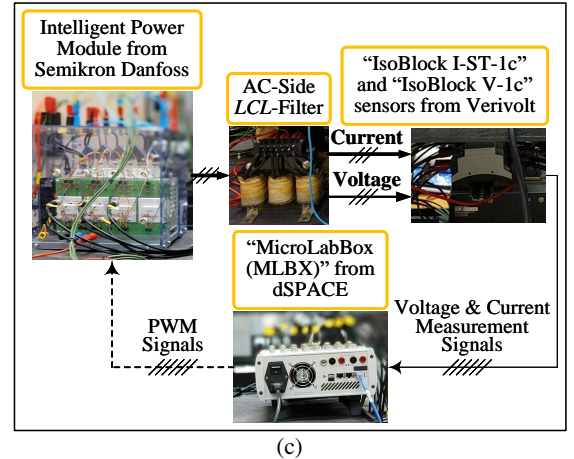 Intelligent Power
Module from
Semikron Danfoss
AC-Side
LCL-Filter
“IsoBlock I-ST-1c”
and “IsoBlock V-1c”
sensors from Verivolt
Current
Voltage
“MicroLabBox
(MLBX)” from
dSPACE
PWM
Signals
Voltage & Current
Measurement
Signals
(c)